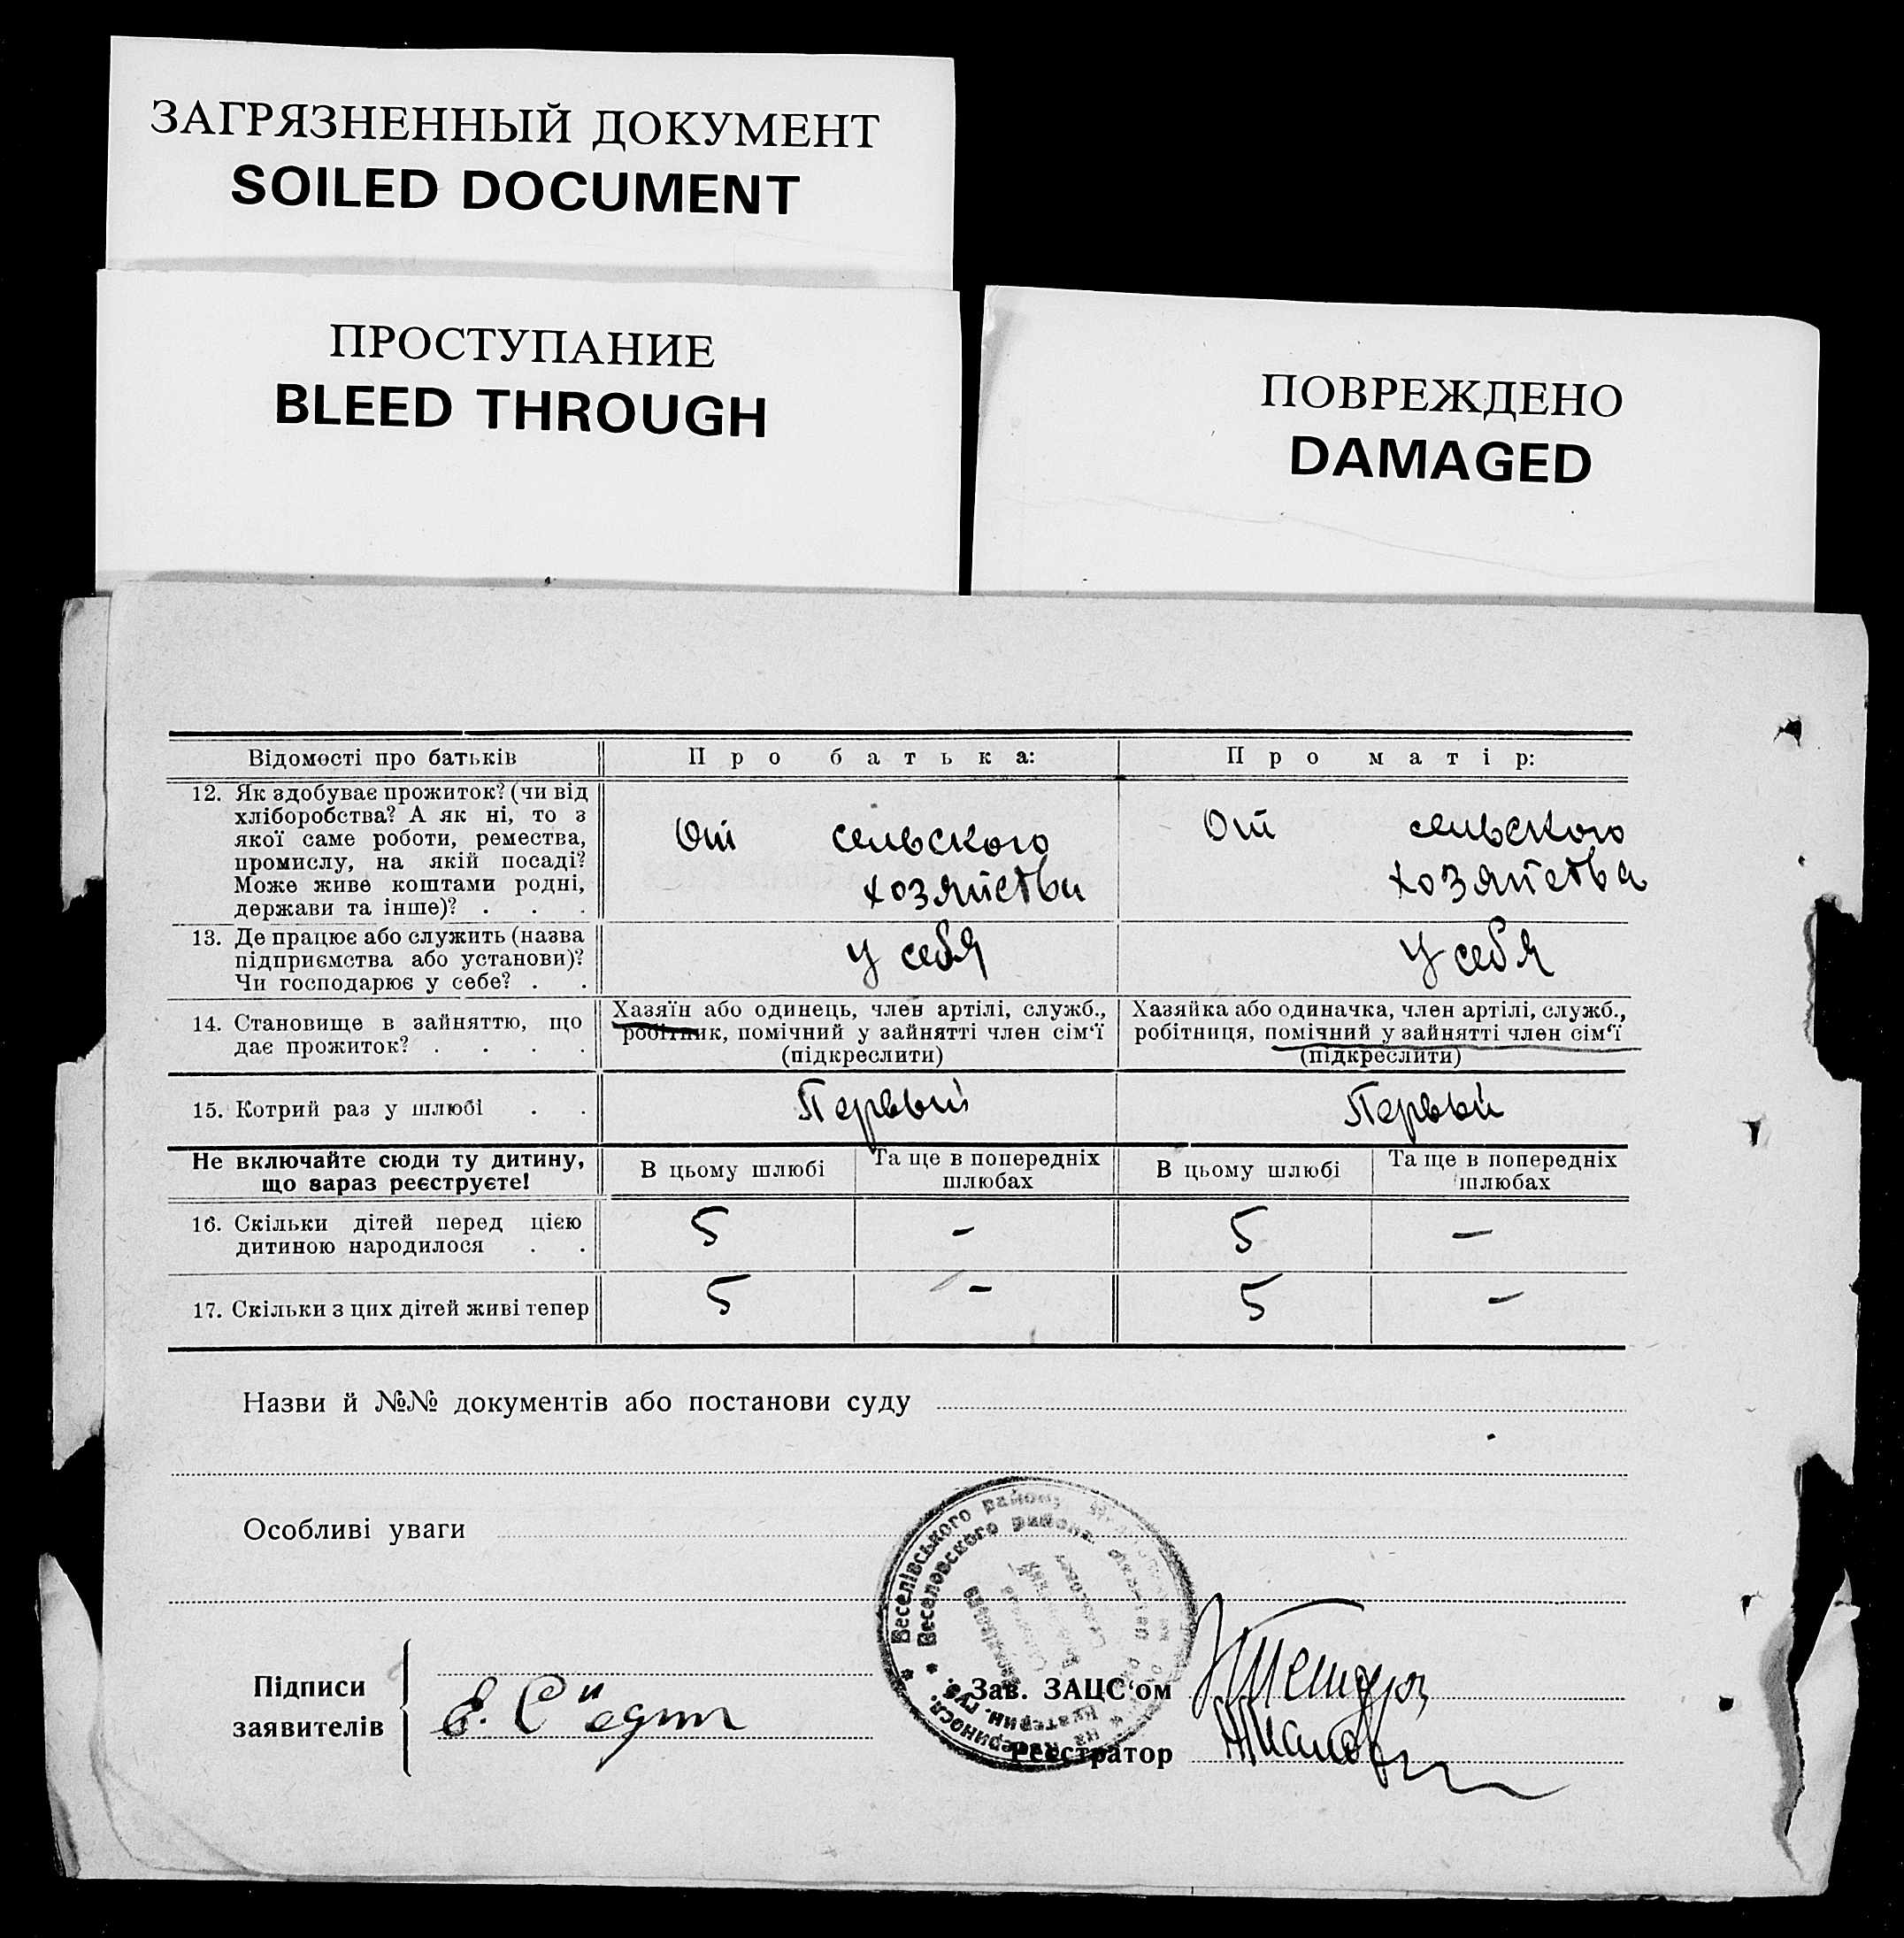 ЗАГРЯЗНЕННЫЙ ДОКУМЕНТ
SOILED DOCUMENT
ПРОСТУПАНИЕ
BLEED THROUGH
ПОВРЕЖДЕНО
DAMAGED
Відомості про батьків
Про батька:
Про матір:
12. Як здобуває прожиток? (чи від
хліборобства? А як ні, то з
якої саме роботи, ремества,
промислу, на якій посаді?
Може живе коштами родні,
держави та інше)? . . .
От сельского
хозяйства
От сельского
хозяйства
13. Де працює або служить (назва
підприємства або установи)?
Чи господарює у себе? . .
У себя
У себя
14. Становище в зайняттю, що
дає прожиток? . . . .
Хазяїн або одинець, член артілі, служб.,
робітник, помічний у зайнятті член сім‘ї
(підкреслити)
Хазяйка або одиначка, член артілі, служб.,
робітниця, помічний у зайнятті член сім‘ї
(підкреслити)
15. Котрий раз у шлюбі . .
Первый
Первый
Не включайте сюди ту дитину,
що зараз реєструєте!
В цьому шлюбі
Та ще в попередніх
шлюбах
В цьому шлюбі
Та ще в попередніх
шлюбах
16. Скільки дітей перед цією
дитиною народилося . .
5 - 5 -
17. Скільки з цих дітей живі тепер
5 - 5 -
Назви й №№ документів або постанови суду
Особливі уваги
Веселівського району
Веселовского района
Катерин. губ.
Підписи
заявителів
Зав. ЗАЦС‘ом
Реєстратор